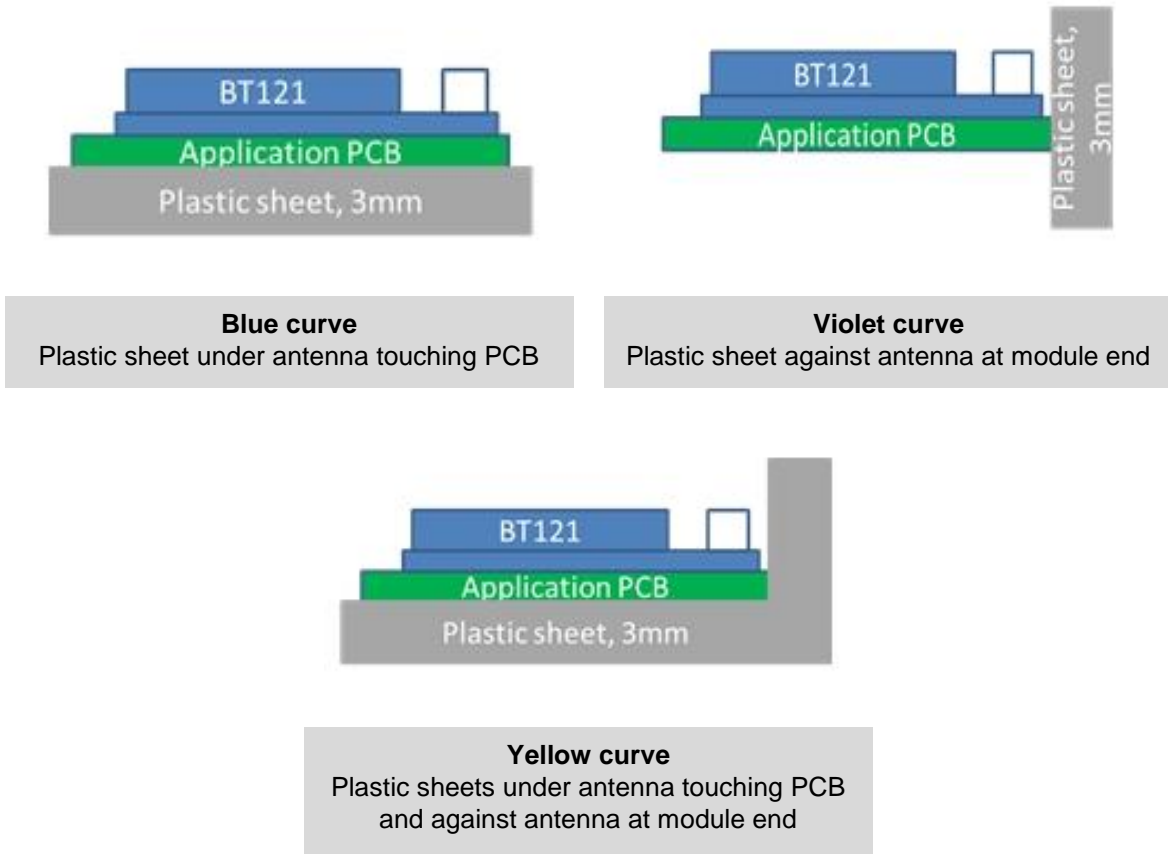 BT121
Application PCB
Plastic sheet, 3mm
BT121
Application PCB
Plastic sheet,
3mm
Blue curve
Plastic sheet under antenna touching PCB
Violet curve
Plastic sheet against antenna at module end
BT121
Application PCB
Plastic sheet, 3mm
Yellow curve
Plastic sheets under antenna touching PCB
and against antenna at module end